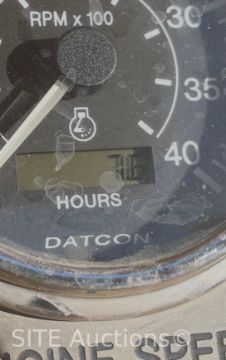 RPM x 100
30
35
40
HOURS
DATCON
SITE Auctions©